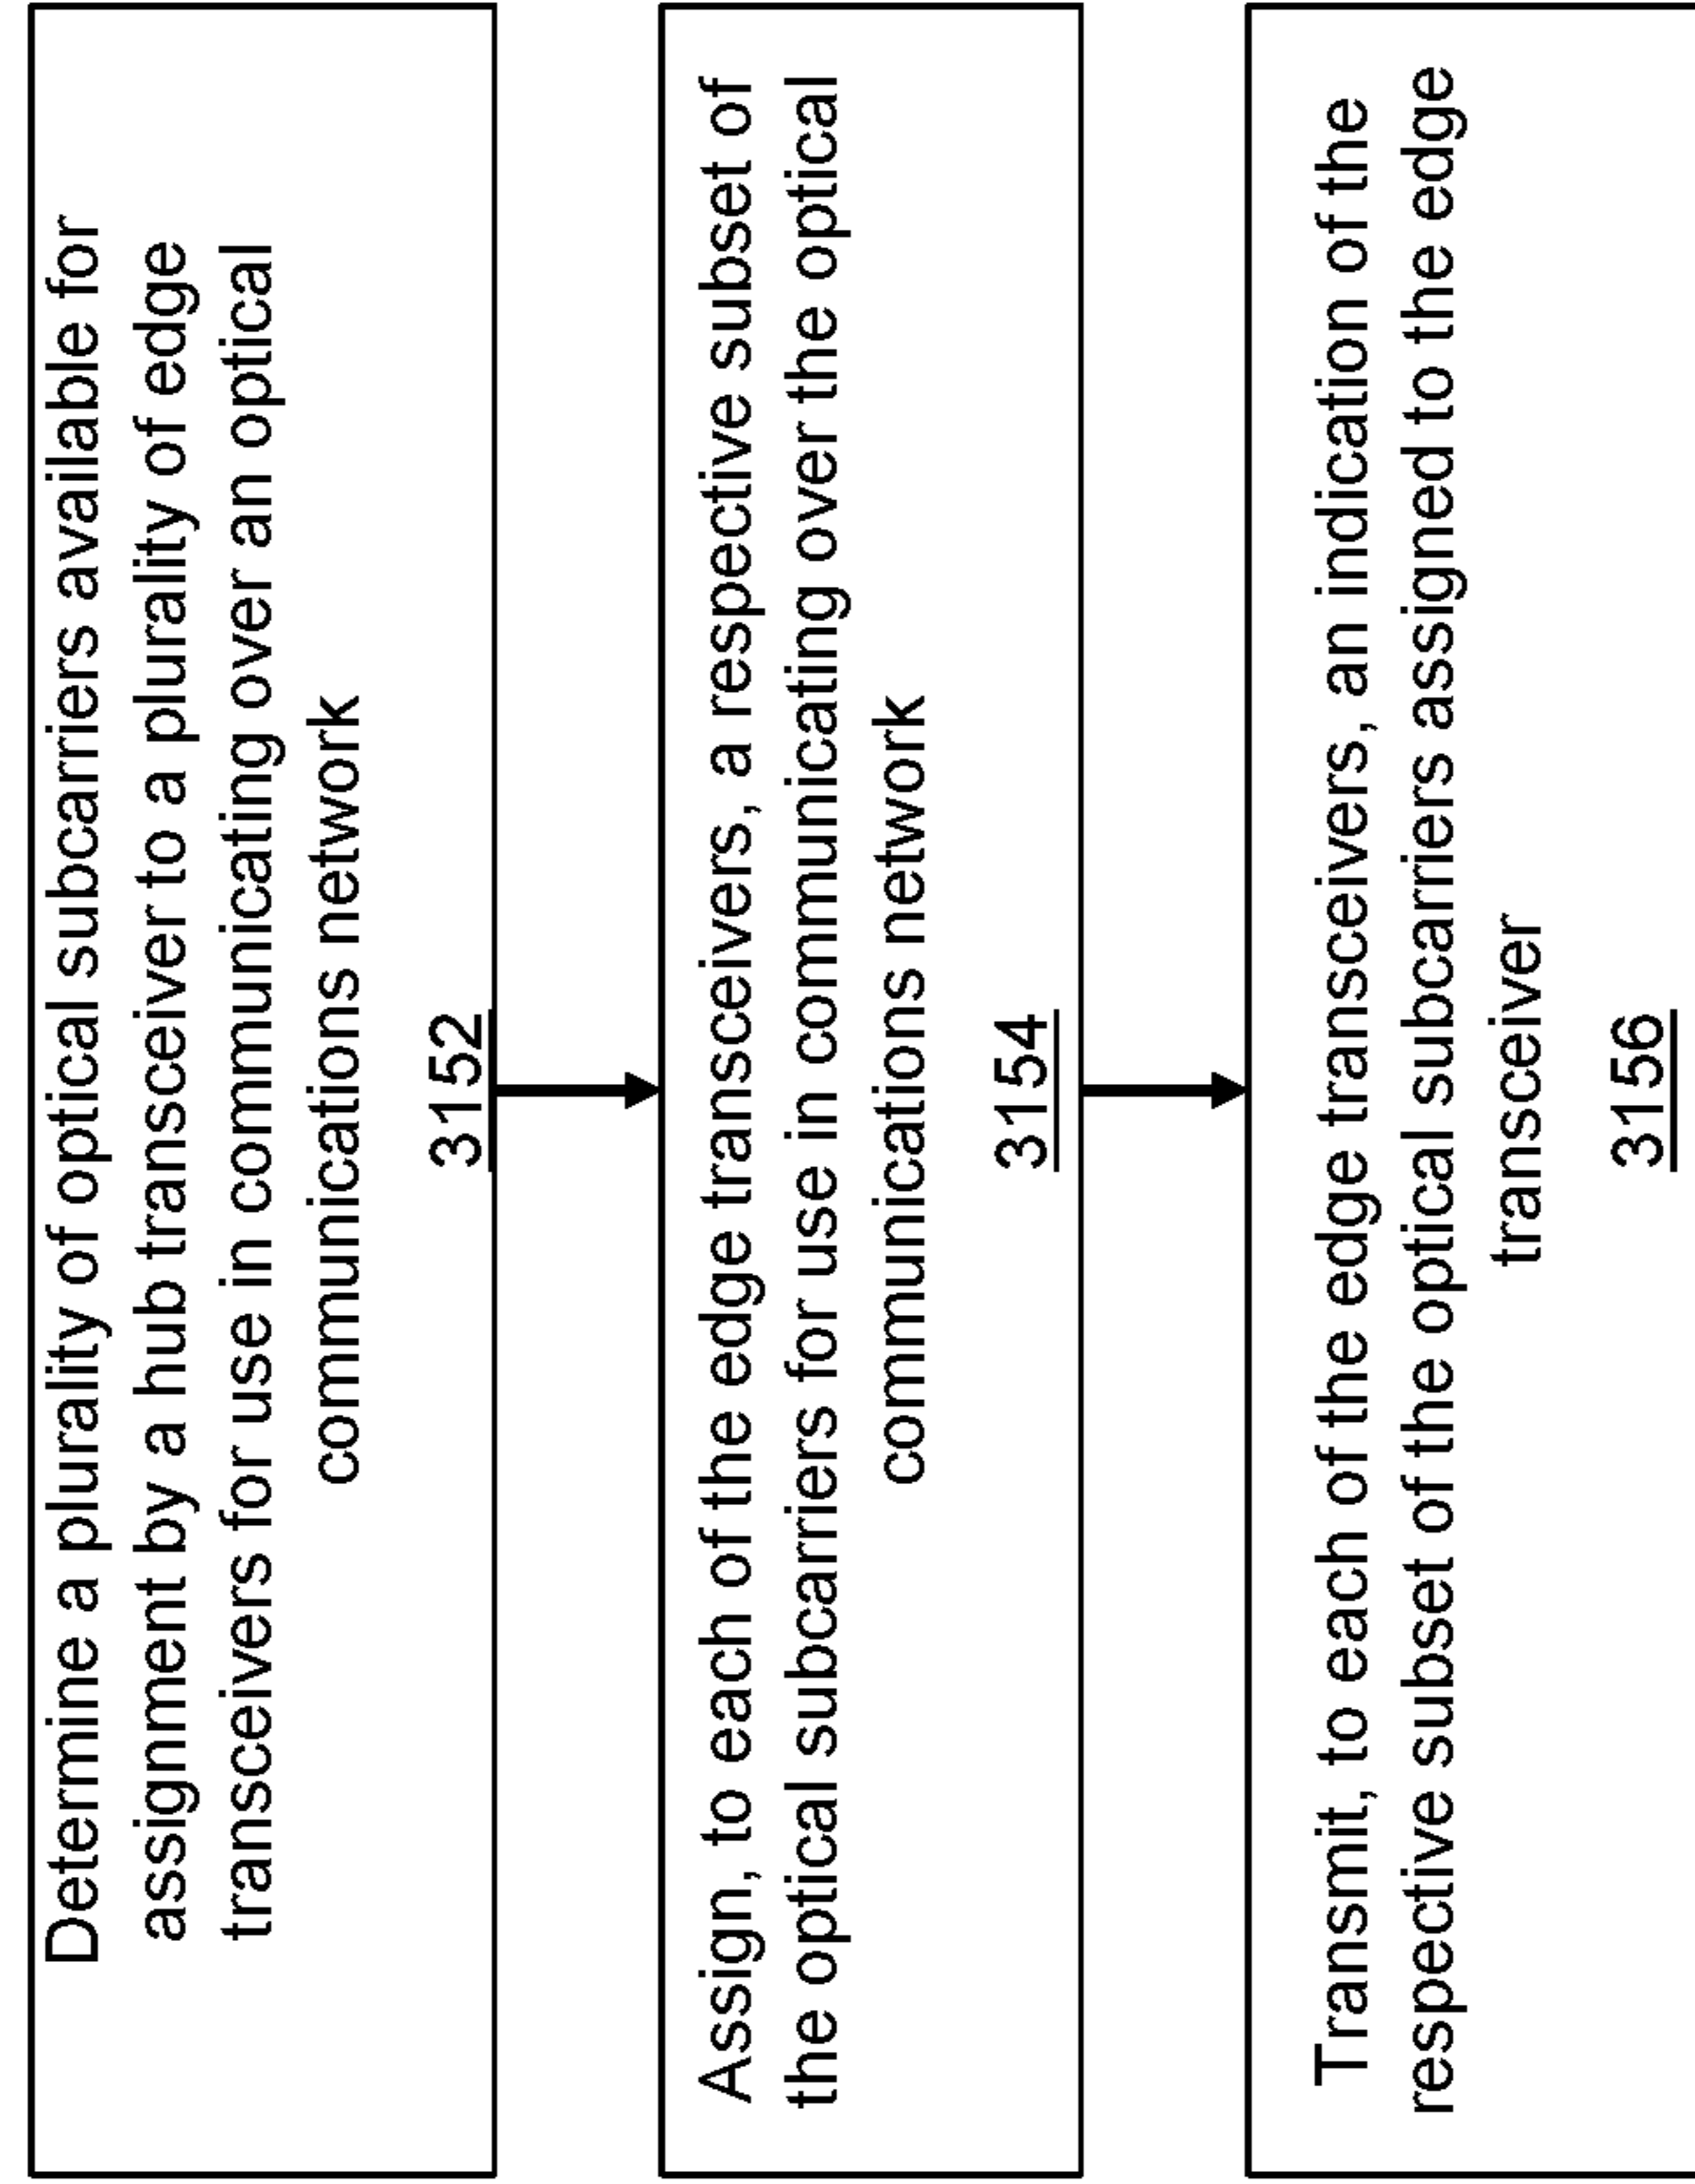 Determine a plurality of optical subcarriers available for
assignment by a hub transceiver to a plurality of edge
transceivers for use in communicating over an optical
communications network
3152
Assign, to each of the edge transceivers, a respective subset of
the optical subcarriers for use in communicating over the optical
communications network
3154
Transmit, to each of the edge transceivers, an indication of the
respective subset of the optical subcarriers assigned to the edge
transceiver
3156